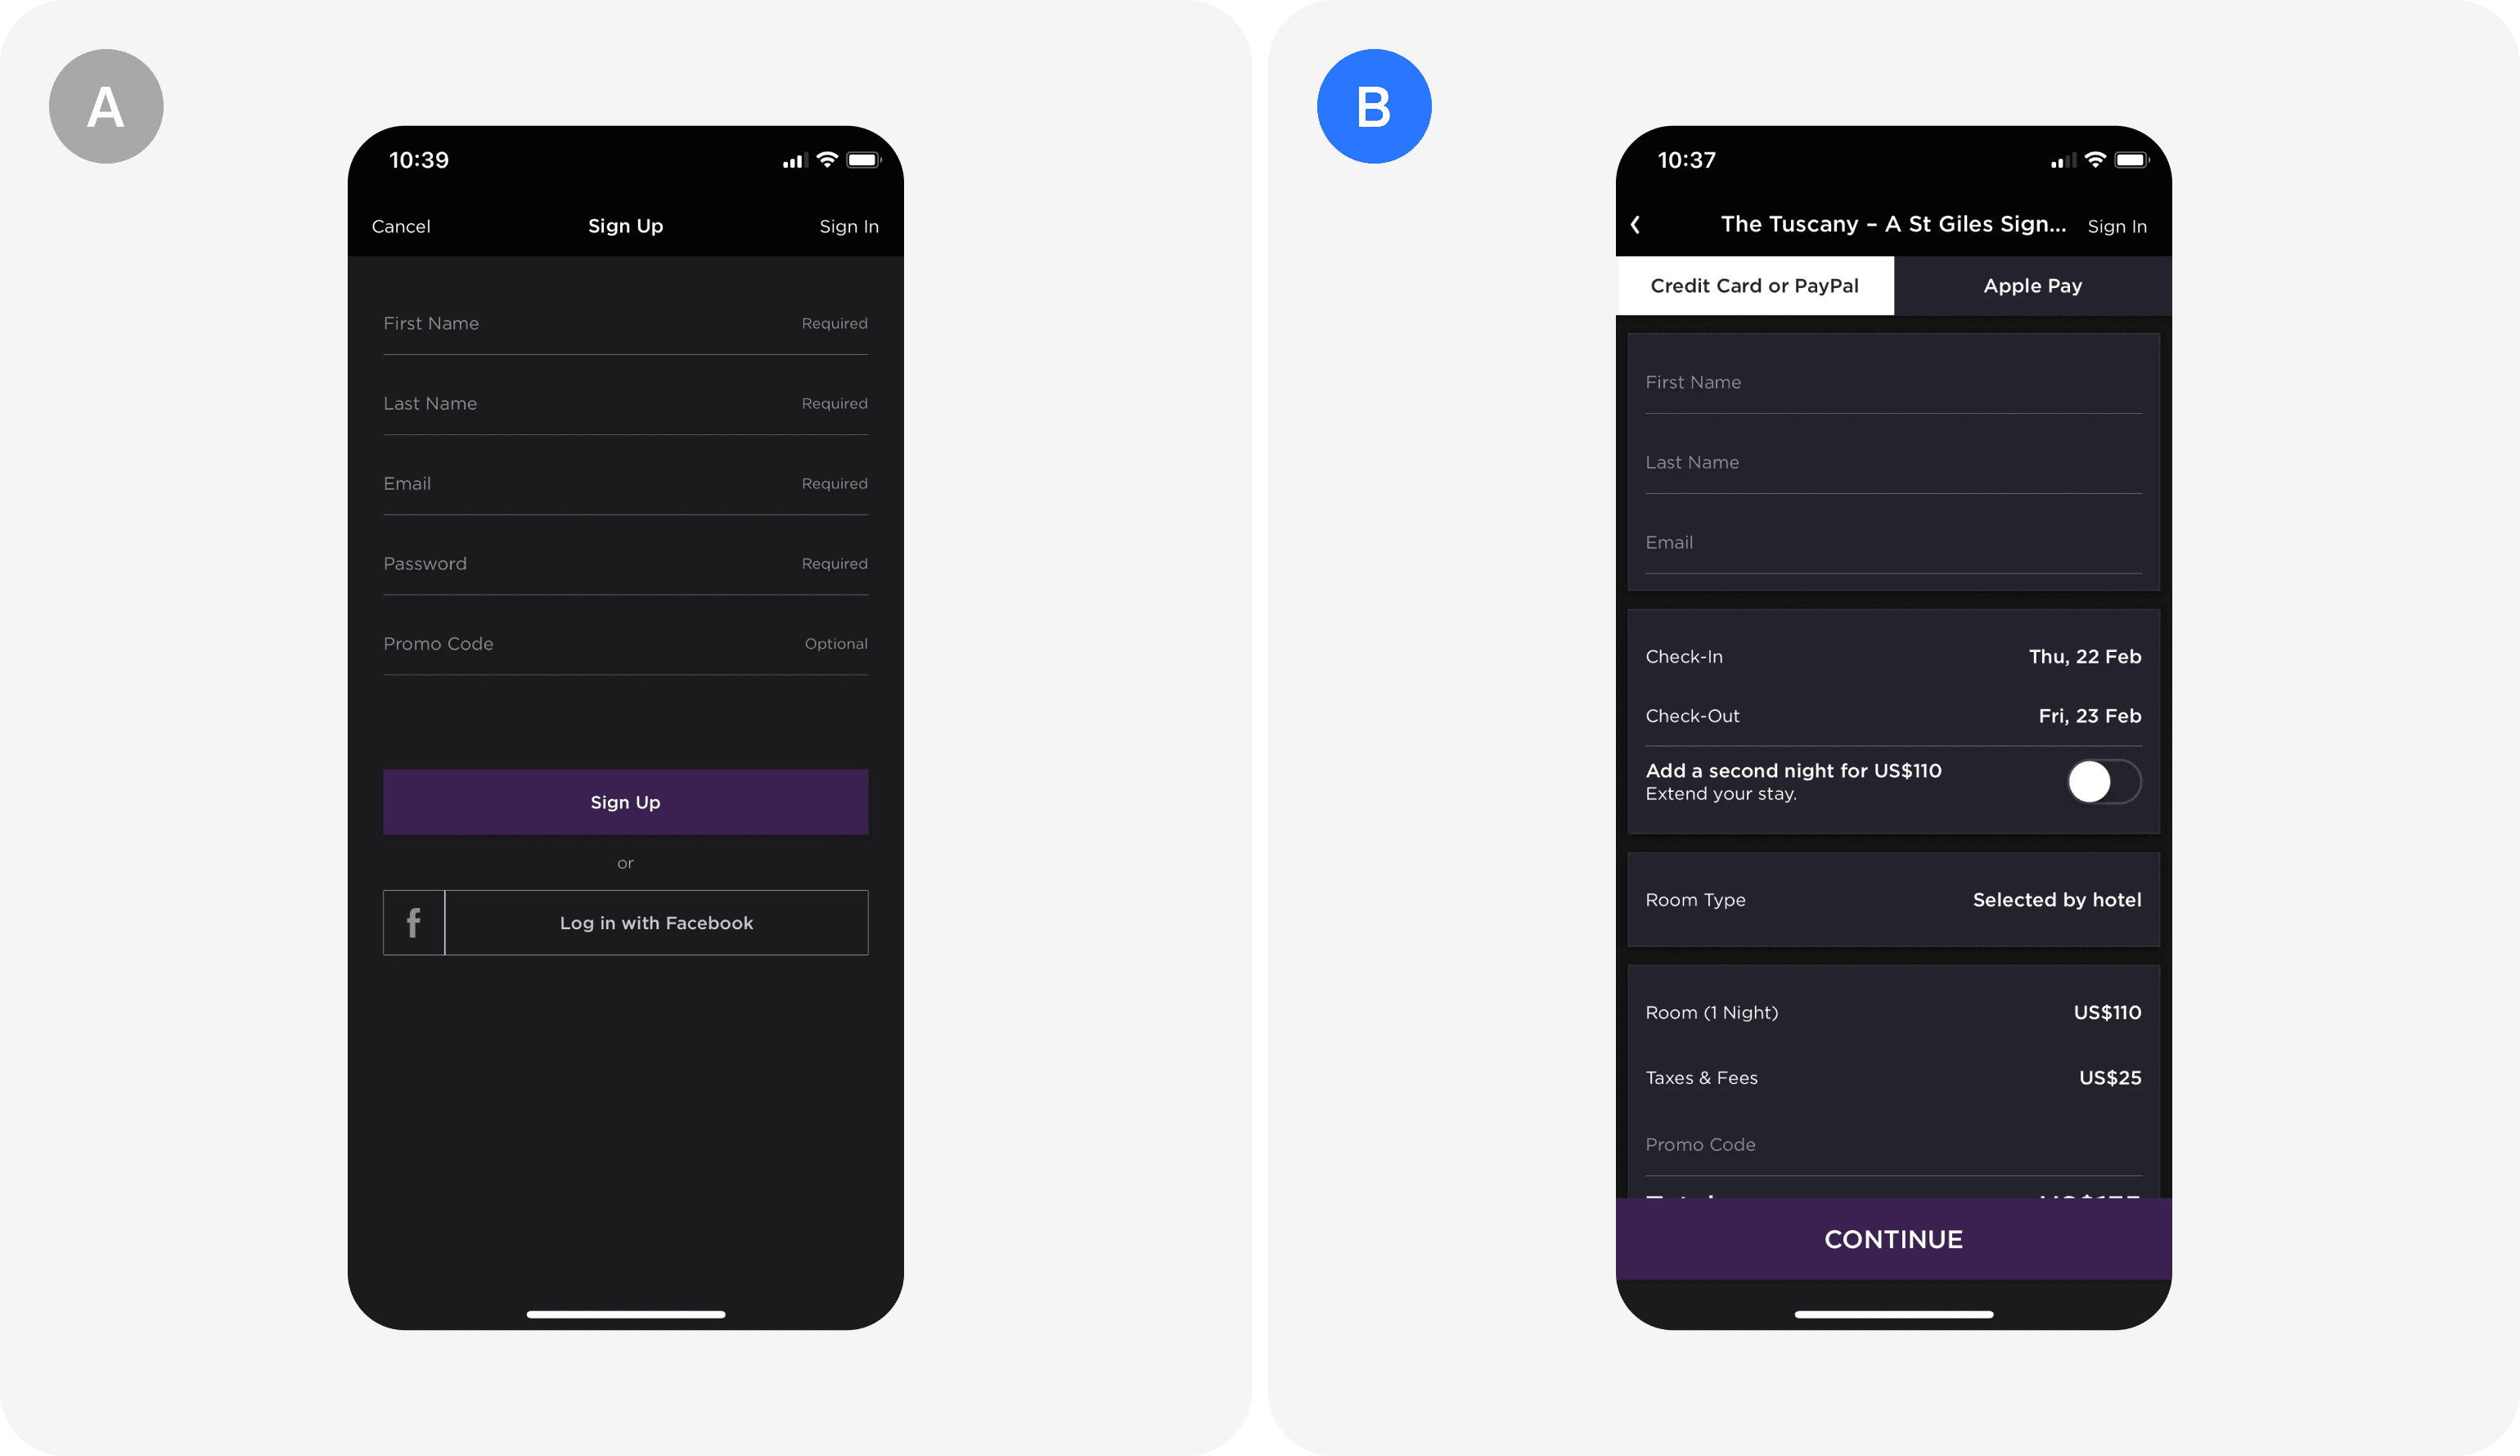 A
10:39
Cancel Sign Up Sign In
First Name Required
Last Name Required
Email Required
Password Required
Promo Code Optional
Sign Up
or
f Log in with Facebook
B
10:37
The Tuscany – A St Giles Sign... Sign In
Credit Card or PayPal Apple Pay
First Name
Last Name
Email
Check-In Thu, 22 Feb
Check-Out Fri, 23 Feb
Add a second night for US$110
Extend your stay.
Room Type Selected by hotel
Room (1 Night) US$110
Taxes & Fees US$25
Promo Code
CONTINUE